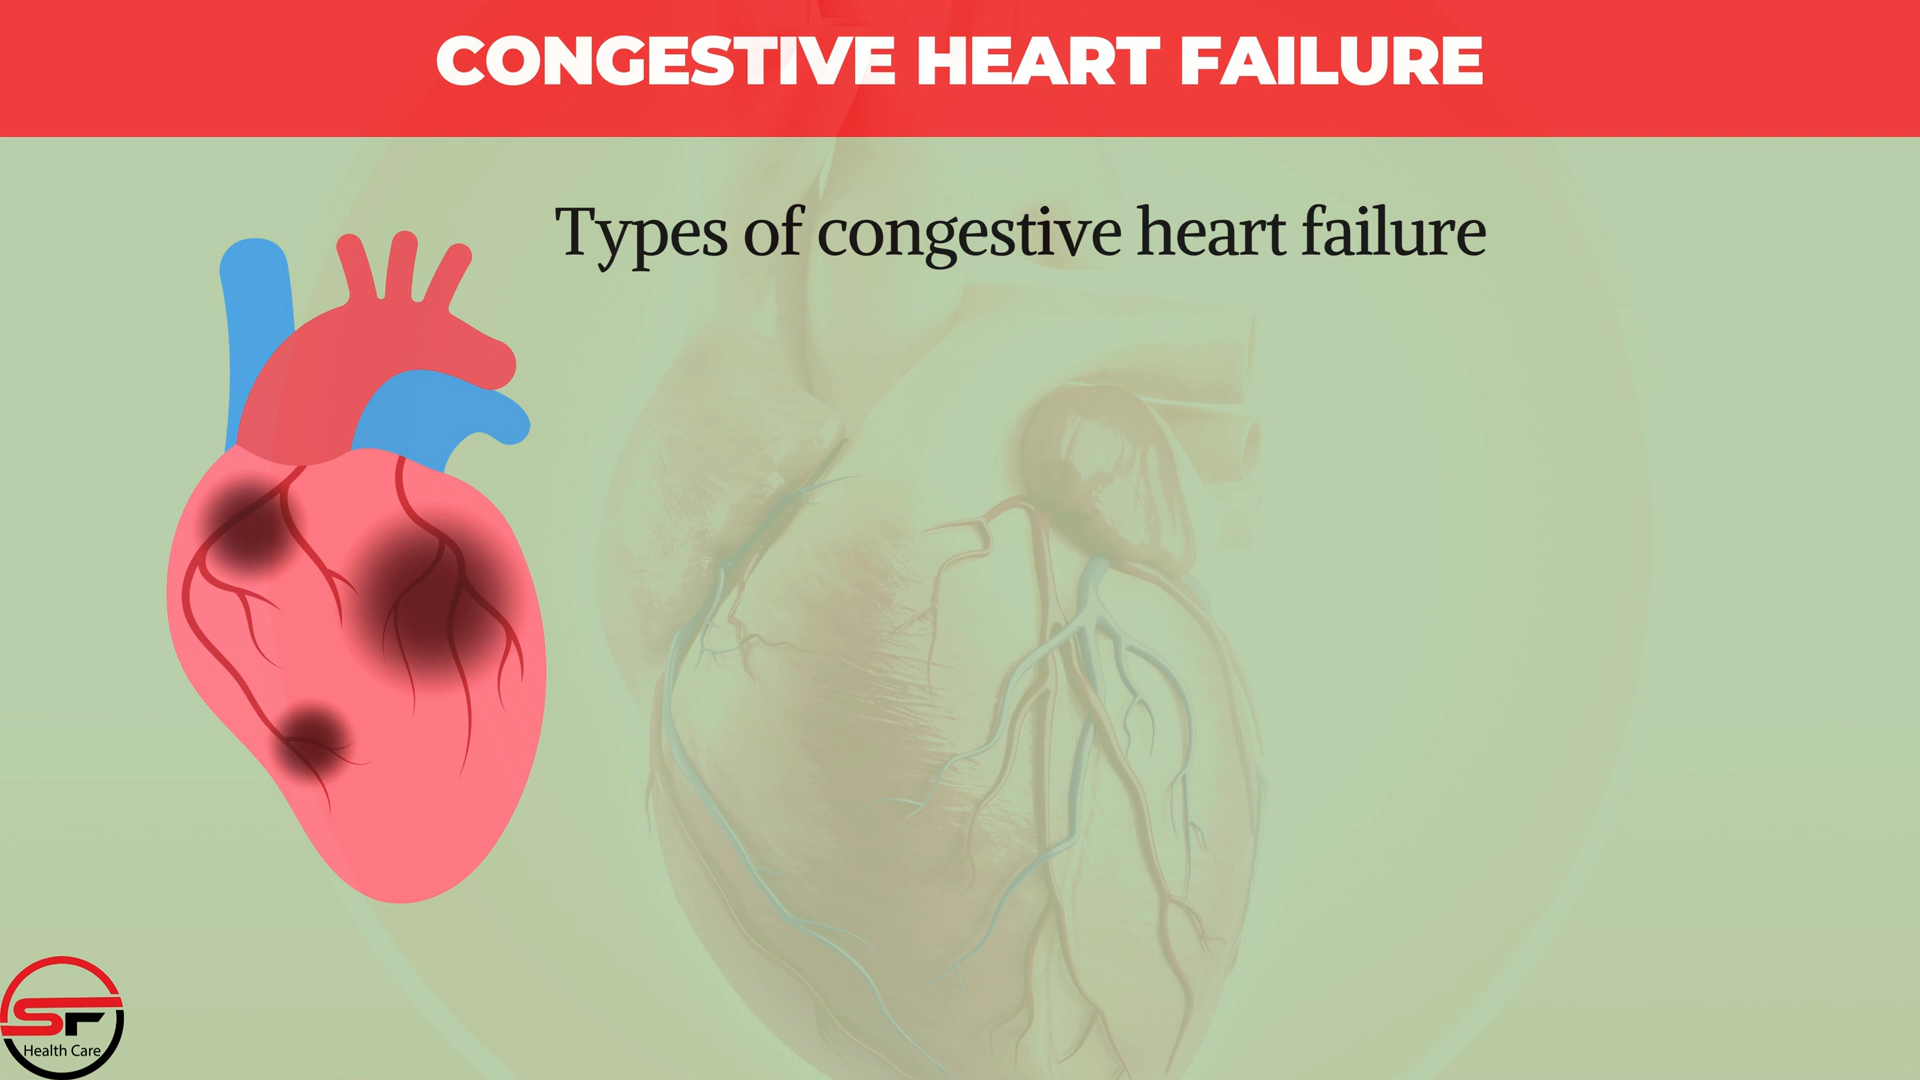 CONGESTIVE HEART FAILURE
Types of congestive heart failure
SF
Health Care